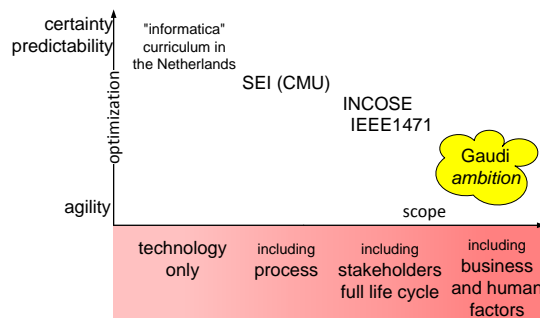 certainty
predictability
optimization
agility
"informatica"
curriculum in
the Netherlands
SEI (CMU)
INCOSE
IEEE1471
Gaudi
ambition
scope
technology
only
including
process
including
stakeholders
full life cycle
including
business
and human
factors